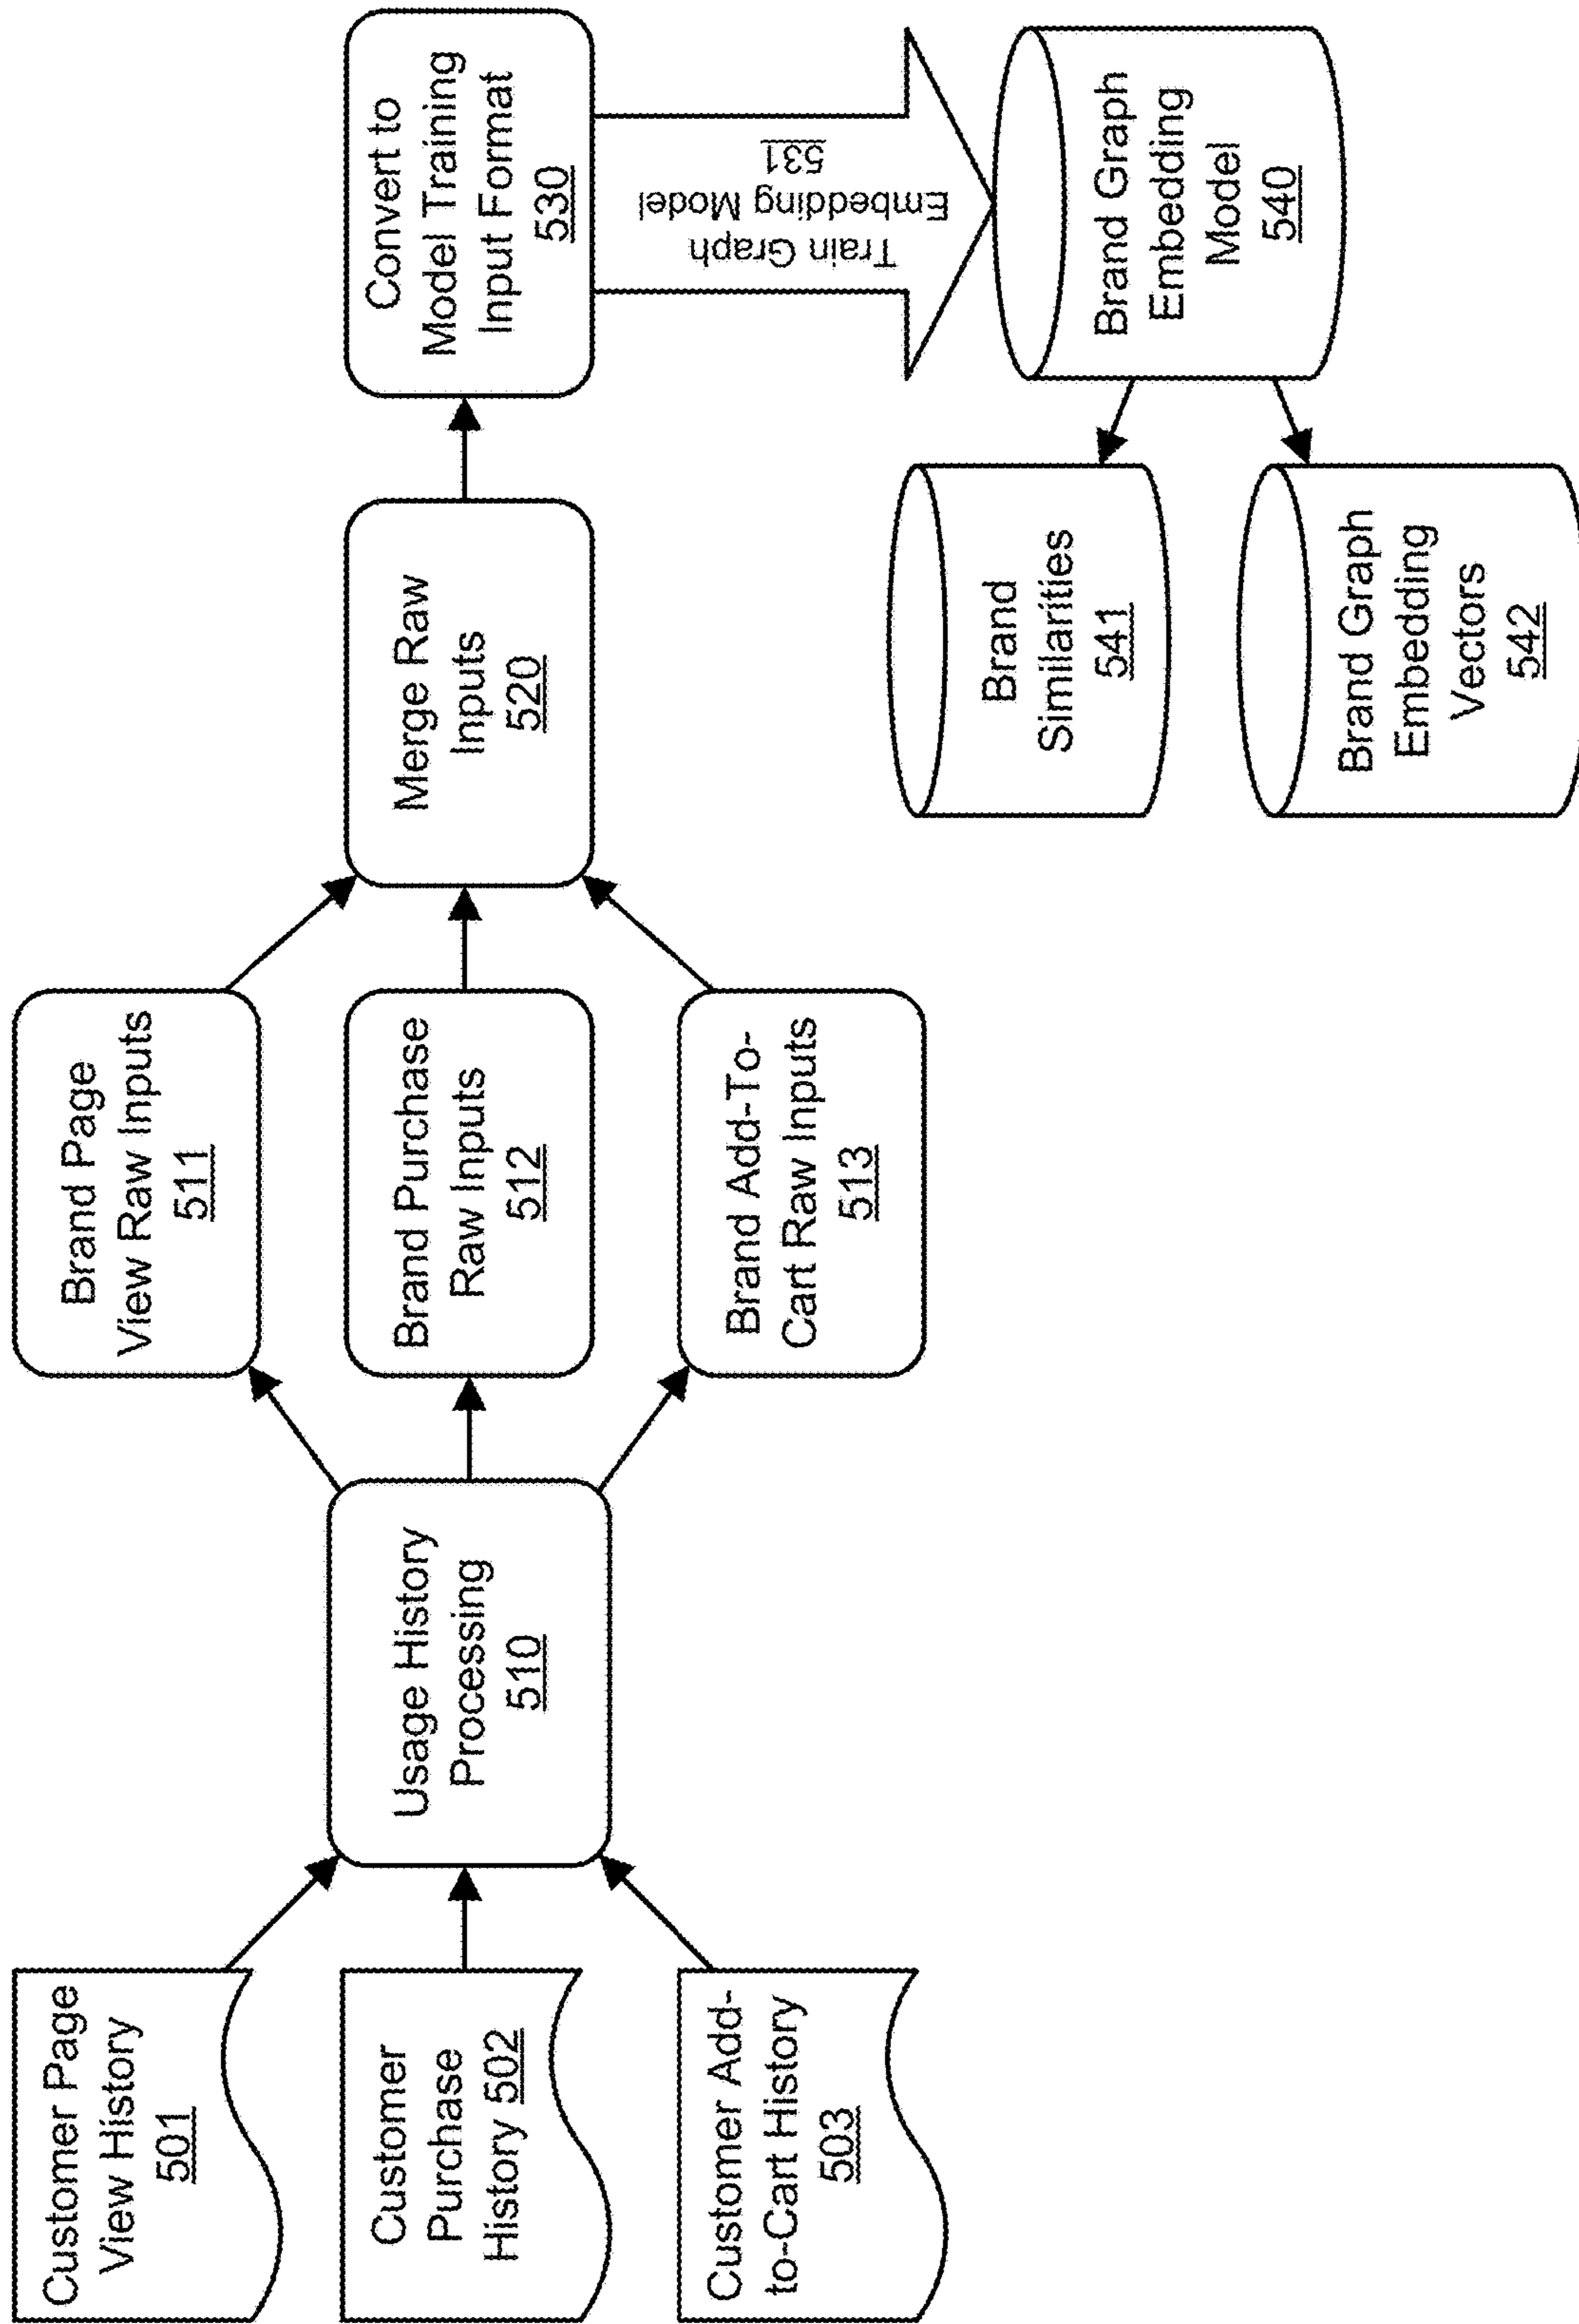 Customer Page
View History
501
Customer
Purchase
History 502
Customer Add-
to-Cart History
503
Usage History
Processing
510
Brand Page
View Raw Inputs
511
Brand Purchase
Raw Inputs
512
Brand Add-To-
Cart Raw Inputs
513
Merge Raw
Inputs
520
Convert to
Model Training
Input Format
530
Train Graph
Embedding Model
531
Brand Graph
Embedding
Model
540
Brand
Similarities
541
Brand Graph
Embedding
Vectors
542